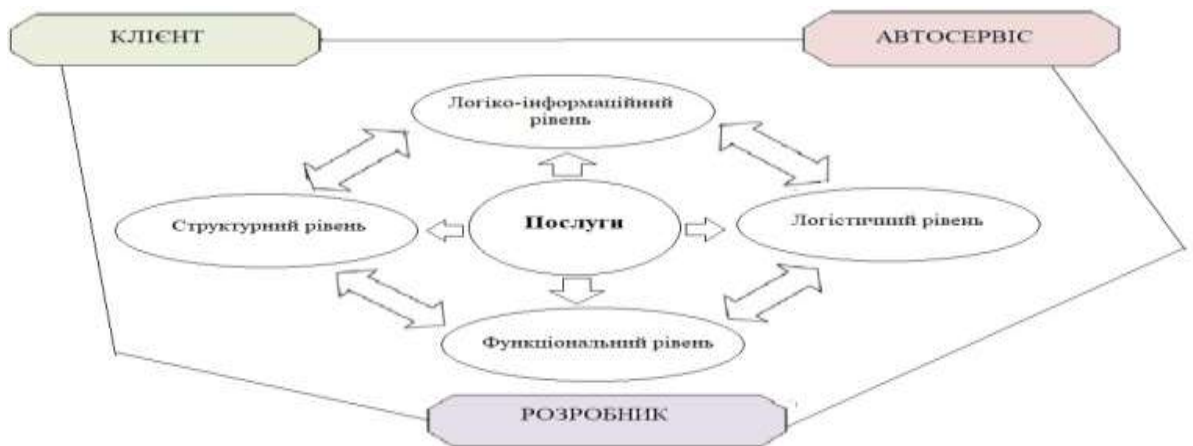 КЛІЄНТ
АВТОСЕРВІС
Логіко-інформаційний
рівень
Структурний рівень
Послуги
Логістичний рівень
Функціональний рівень
РОЗРОБНИК